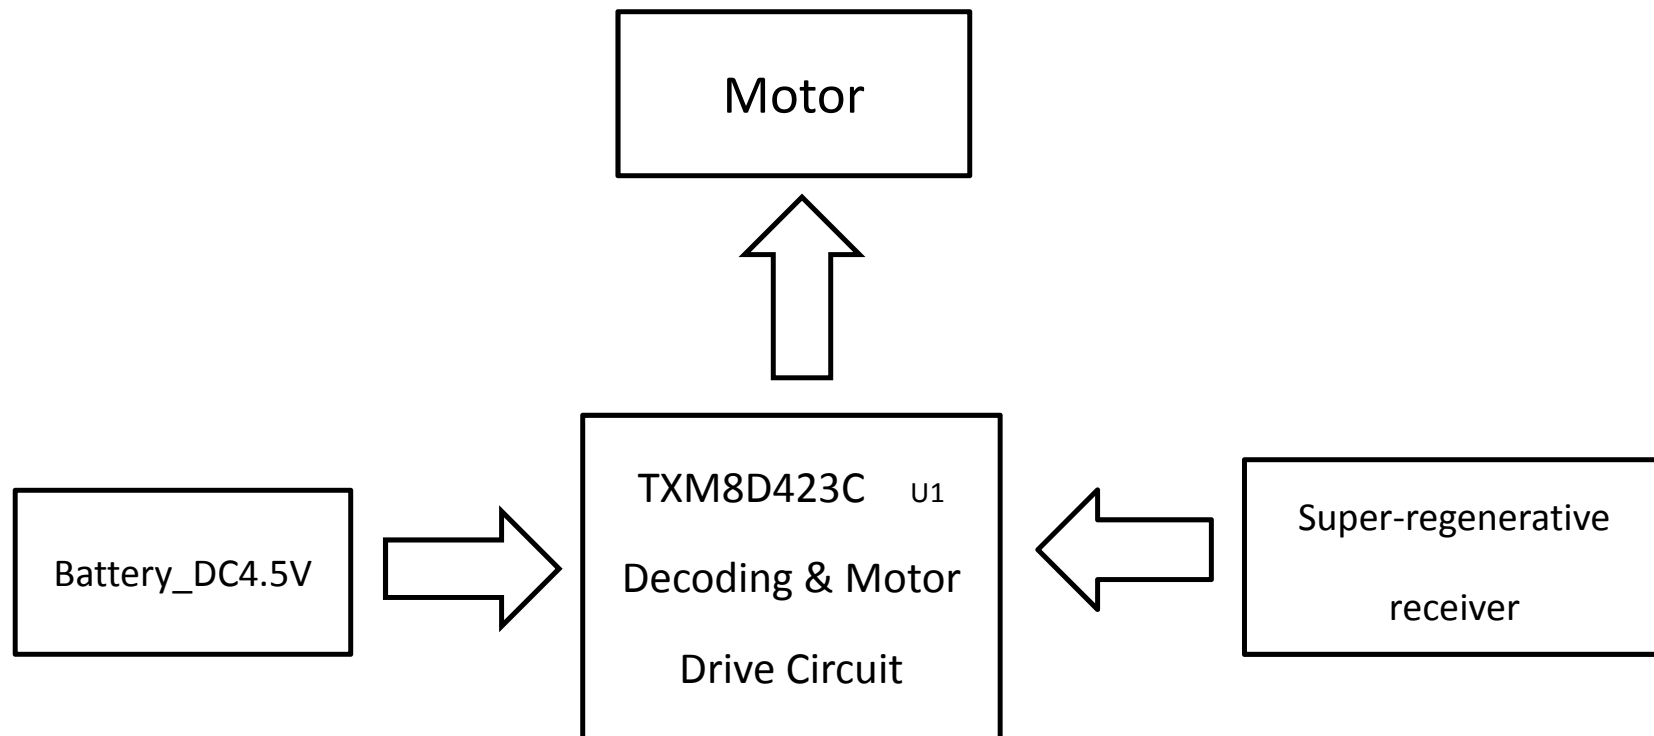 Motor
TXM8D423C U1
Decoding & Motor
Drive Circuit
Battery_DC4.5V
Super-regenerative
receiver